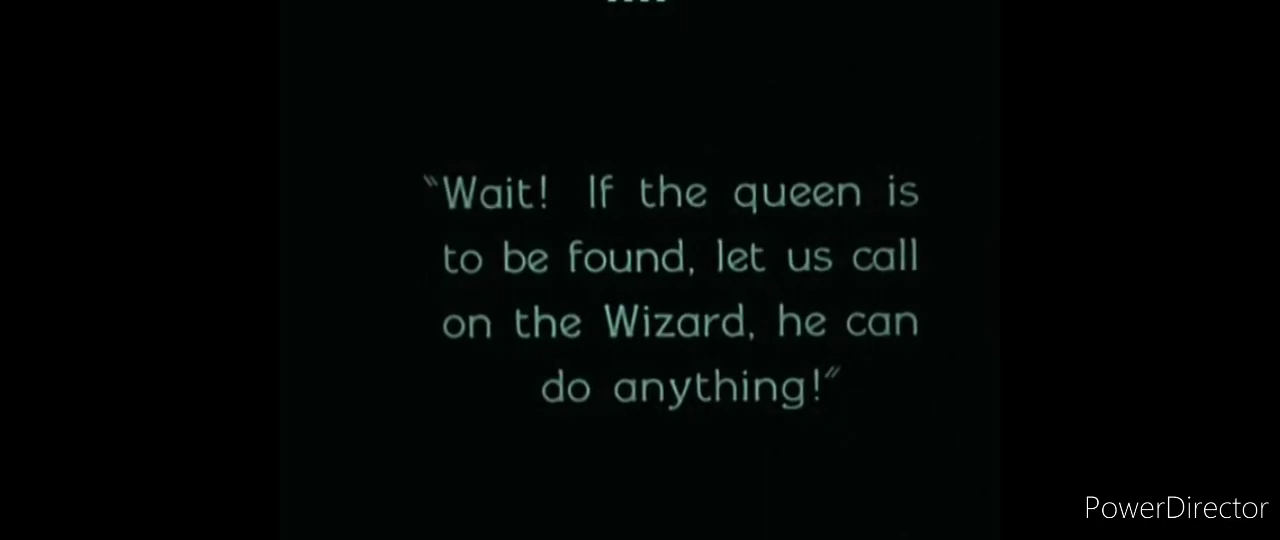 "Wait! If the queen is
to be found, let us call
on the Wizard, he can
do anything!"
PowerDirector